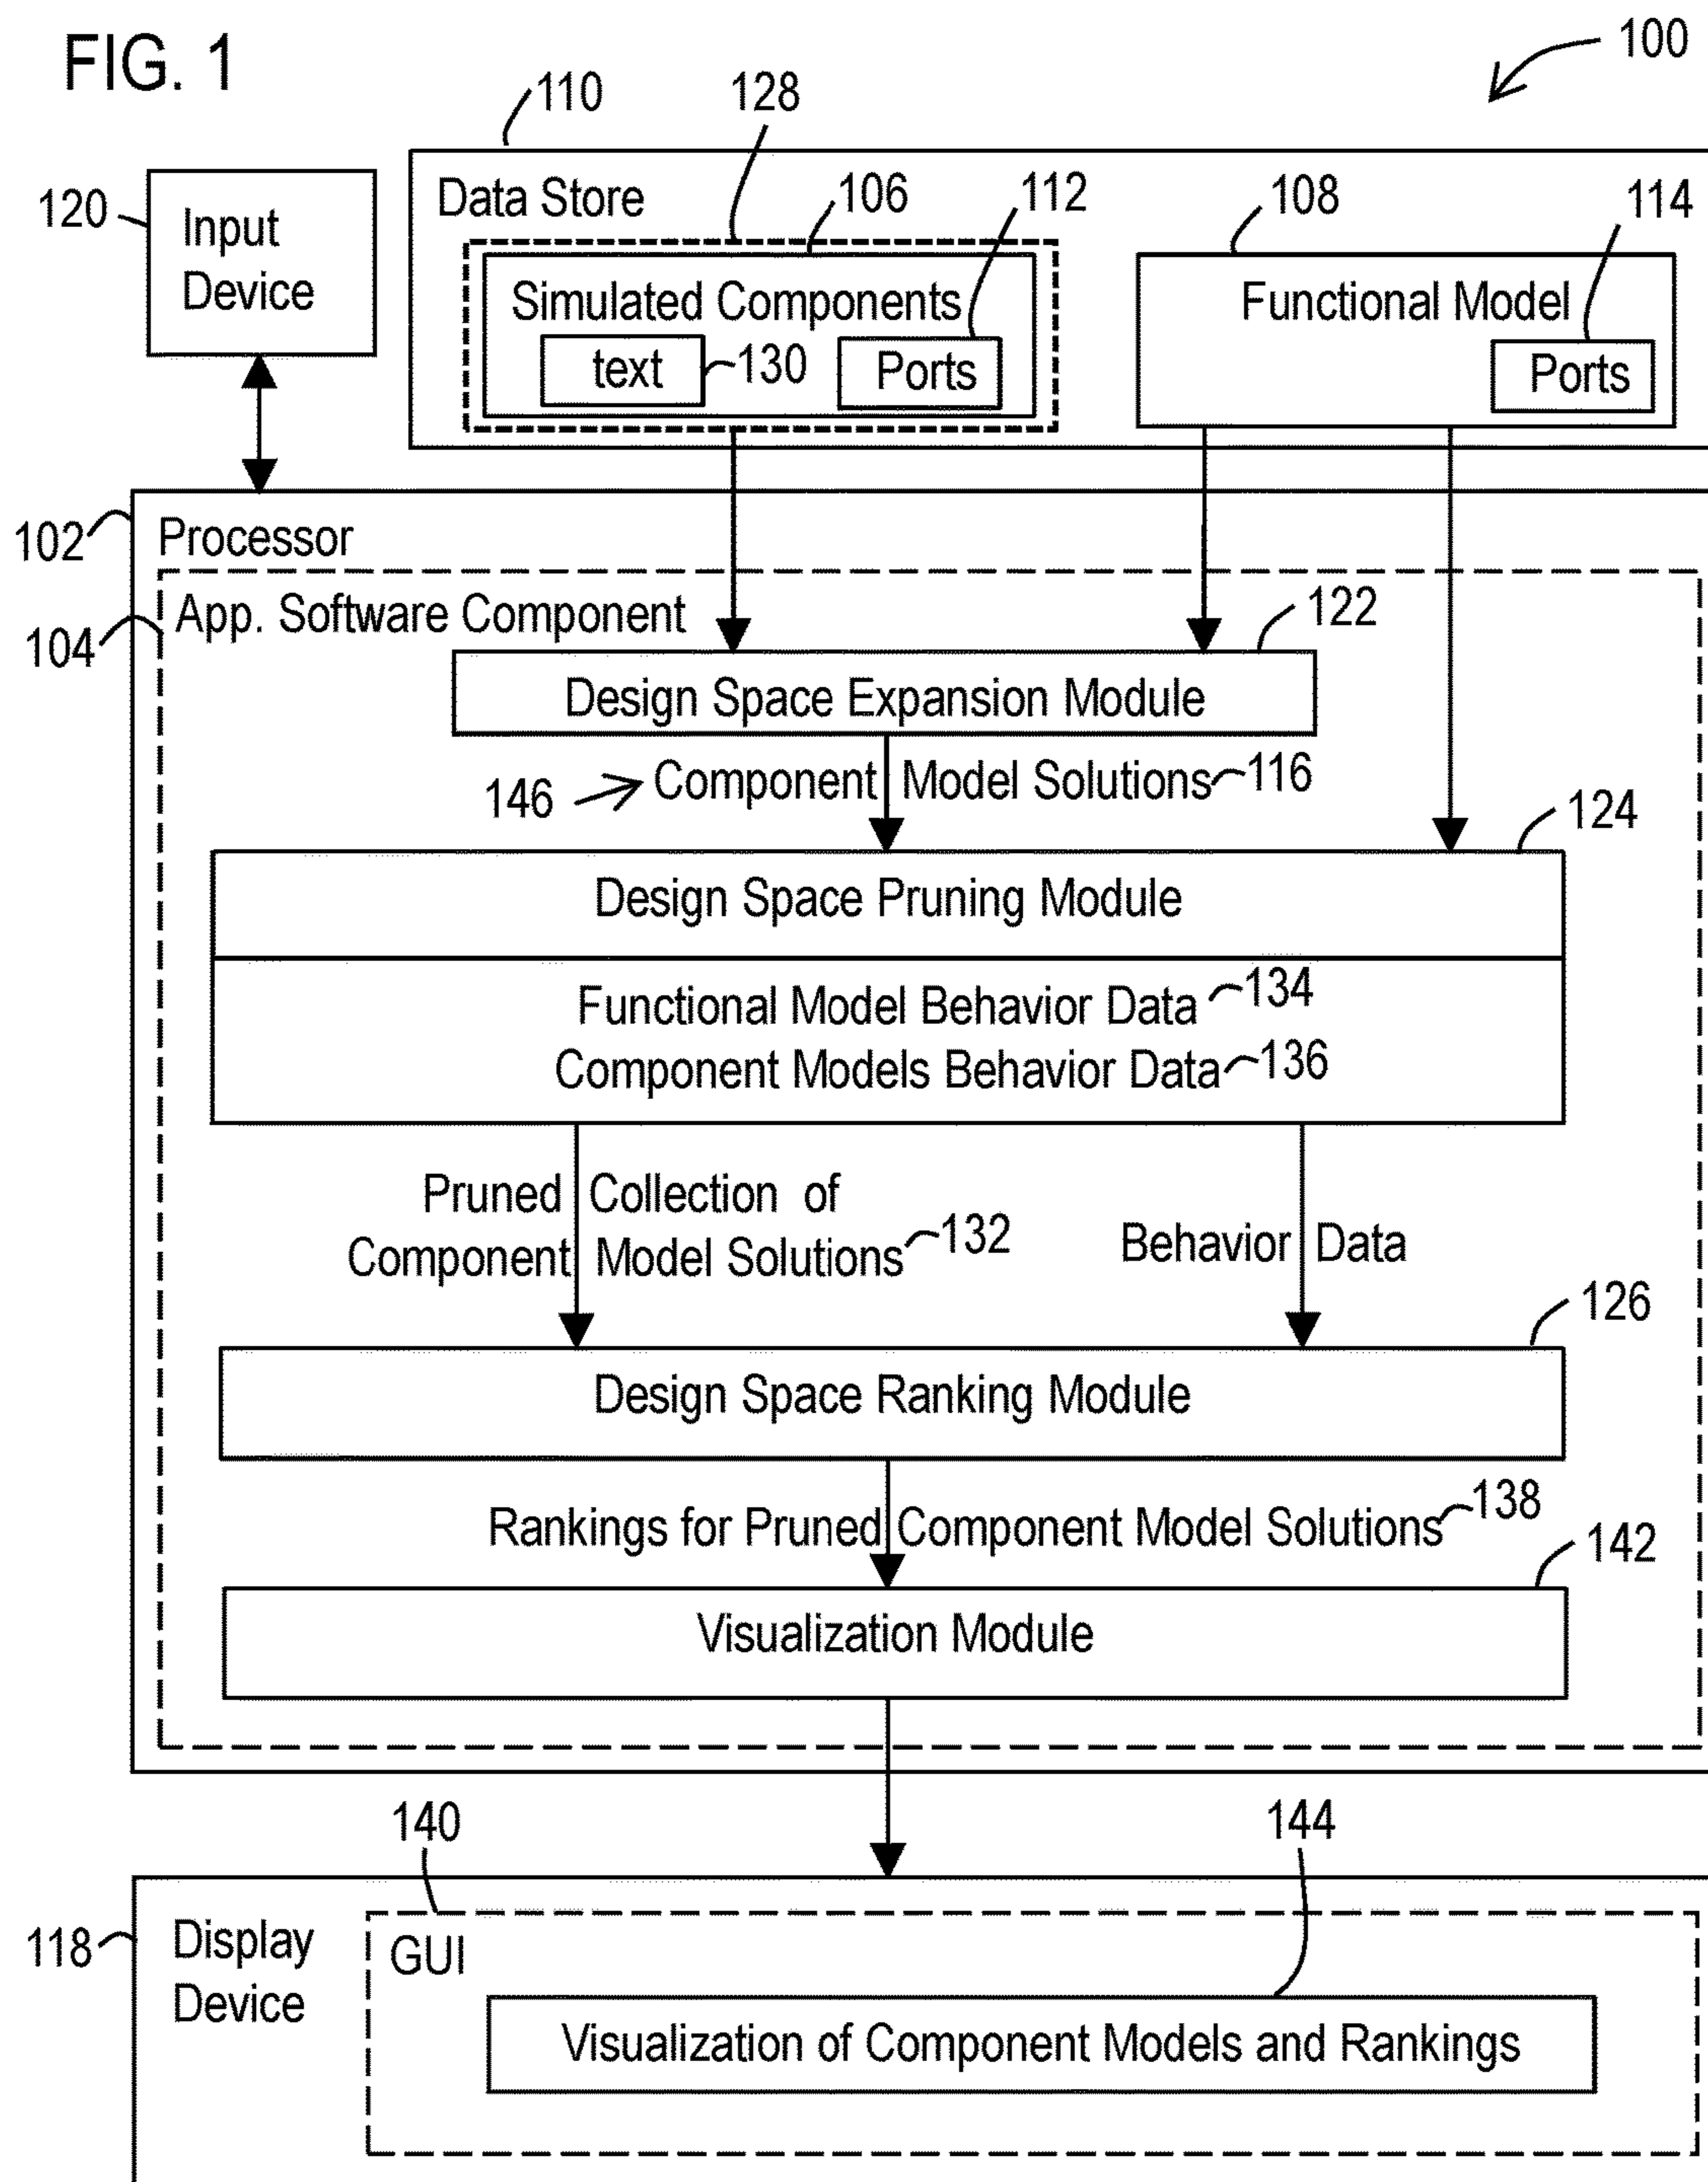 FIG. 1
100
110
128
120
Input
Device
Data Store
106
112
108
114
Simulated Components
text
130
Ports
Functional Model
Ports
102
Processor
104
App. Software Component
122
Design Space Expansion Module
146
Component Model Solutions
116
124
Design Space Pruning Module
Functional Model Behavior Data
134
Component Models Behavior Data
136
Pruned Collection of
Component Model Solutions
132
Behavior Data
126
Design Space Ranking Module
Rankings for Pruned Component Model Solutions
138
142
Visualization Module
140
144
118
Display
Device
GUI
Visualization of Component Models and Rankings